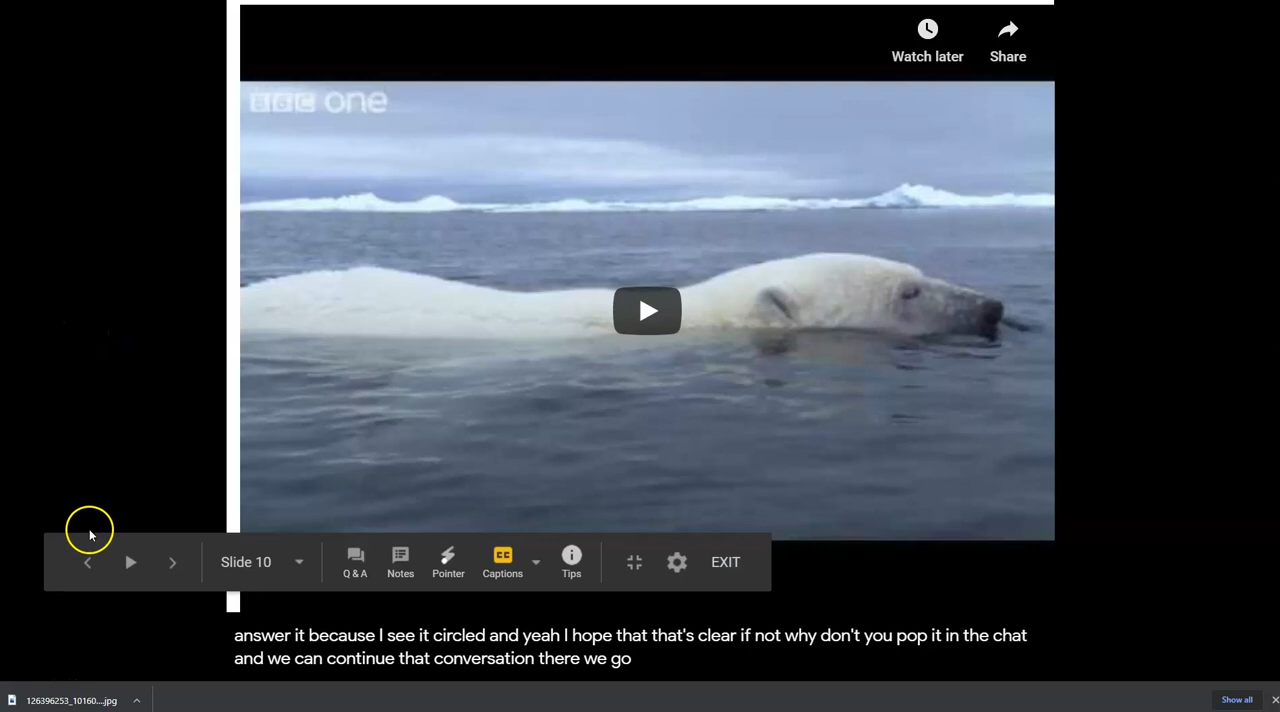 Watch later
Share
BBC one
Slide 10
Q & A
Notes
Pointer
CC
Captions
Tips
EXIT
answer it because I see it circled and yeah I hope that that's clear if not why don't you pop it in the chat
and we can continue that conversation there we go
126396253_10160....jpg
Show all